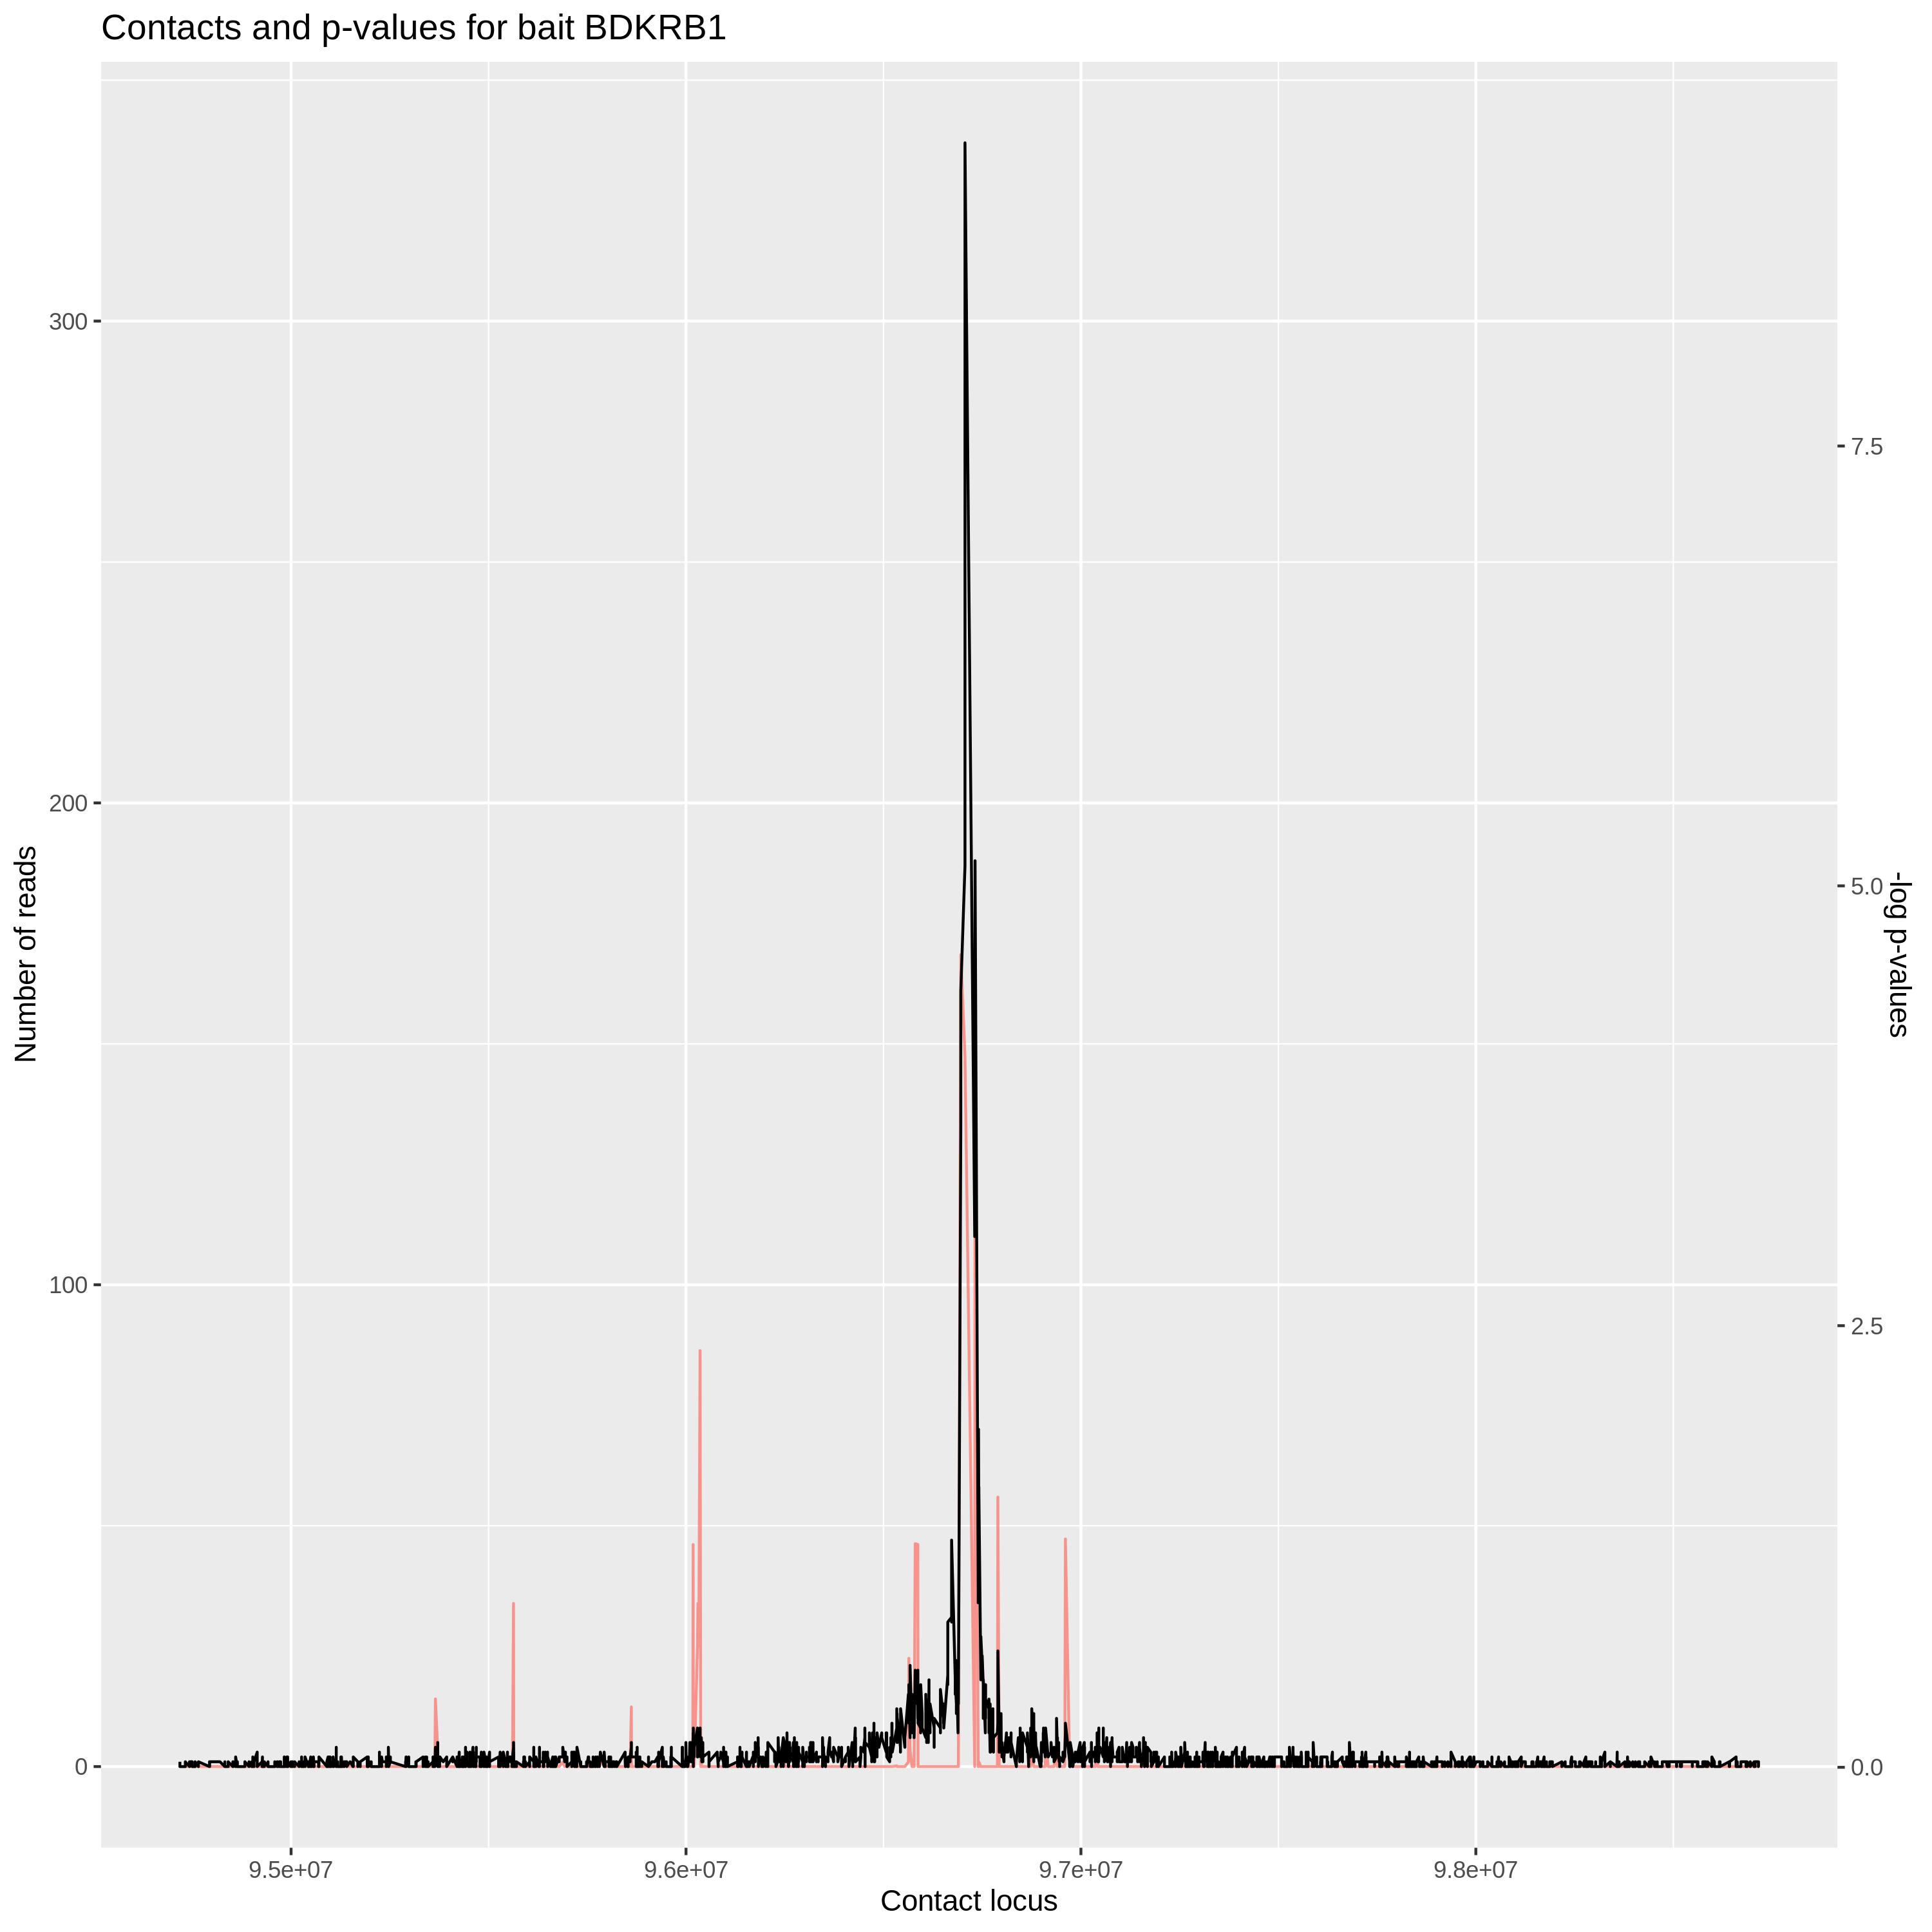 Contacts and p-values for bait BDKRB1
300
200
100
0
Number of reads
7.5
5.0
2.5
0.0
-log p-values
9.5e+07
9.6e+07
9.7e+07
9.8e+07
Contact locus